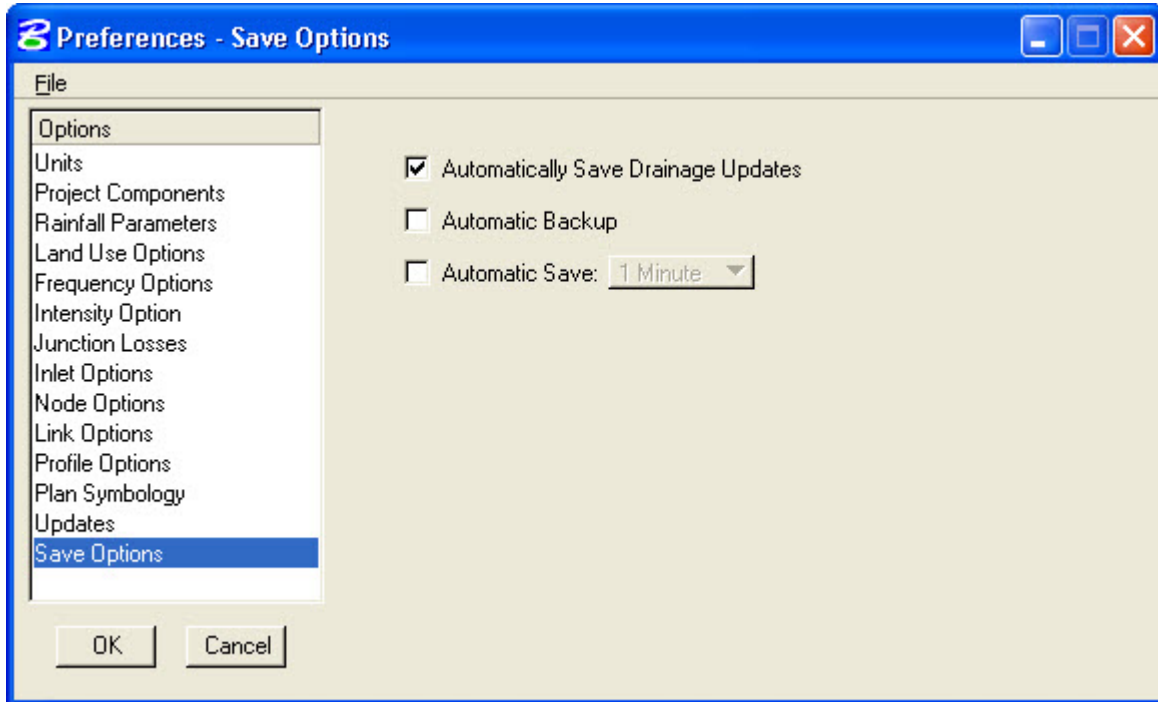 Preferences - Save Options
File
Options
Units
Project Components
Rainfall Parameters
Land Use Options
Frequency Options
Intensity Option
Junction Losses
Inlet Options
Node Options
Link Options
Profile Options
Plan Symbology
Updates
Save Options
Automatically Save Drainage Updates
Automatic Backup
Automatic Save: 1 Minute
OK Cancel